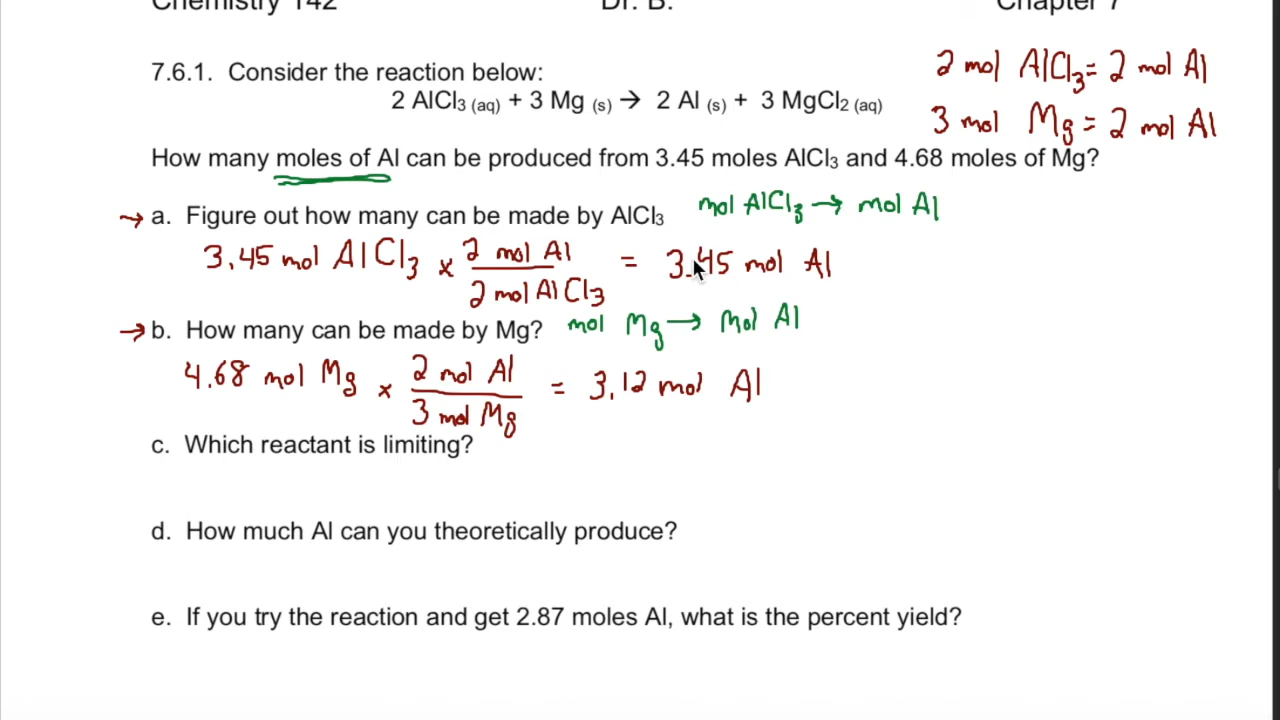 Chemistry 142 Dr. B. Chapter 7
7.6.1. Consider the reaction below:
2 mol AlCl₃ = 2 mol Al
2 AlCl₃ (aq) + 3 Mg (s) → 2 Al (s) + 3 MgCl₂ (aq)
3 mol Mg = 2 mol Al
How many moles of Al can be produced from 3.45 moles AlCl₃ and 4.68 moles of Mg?
→ a. Figure out how many can be made by AlCl₃ mol AlCl₃ → mol Al
3.45 mol AlCl₃ × 2 mol Al / 2 mol AlCl₃ = 3.45 mol Al
→ b. How many can be made by Mg? mol Mg → mol Al
4.68 mol Mg × 2 mol Al / 3 mol Mg = 3.12 mol Al
c. Which reactant is limiting?
d. How much Al can you theoretically produce?
e. If you try the reaction and get 2.87 moles Al, what is the percent yield?